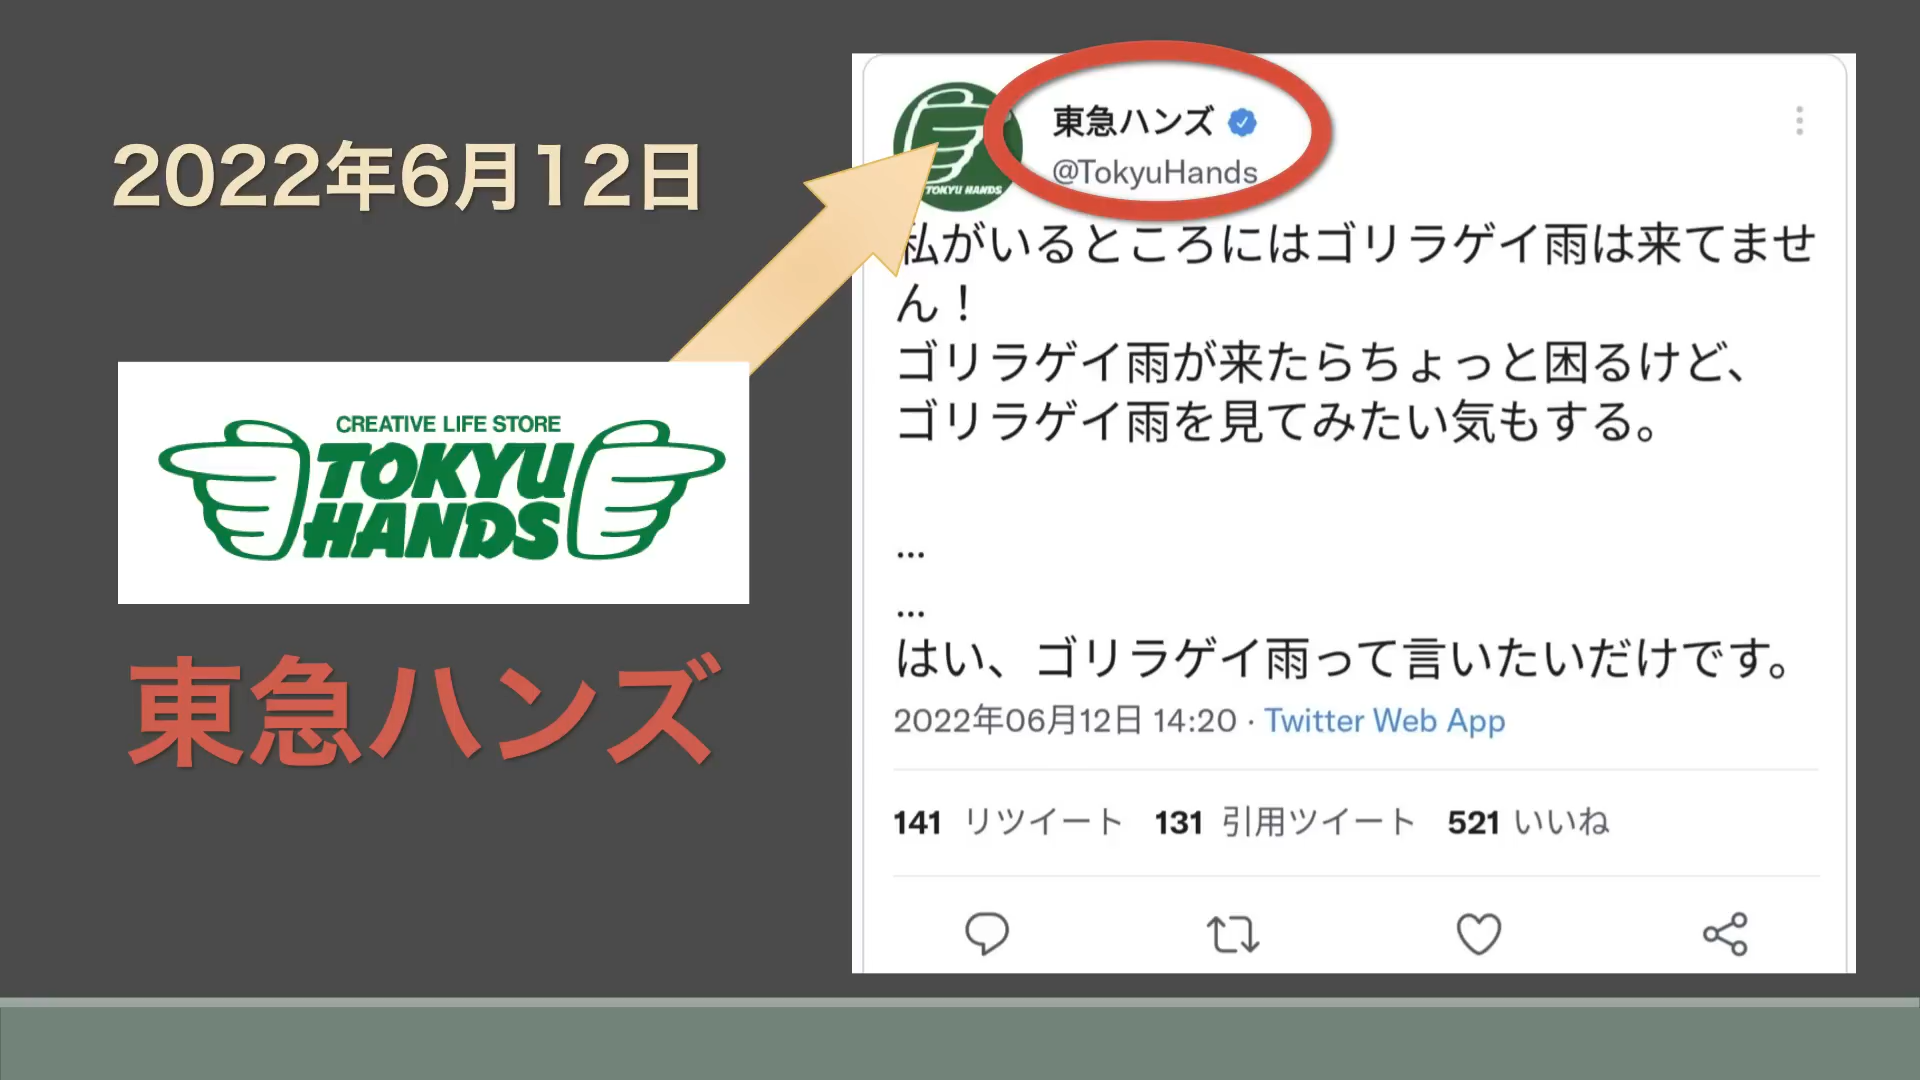 2022年6月12日
CREATIVE LIFE STORE
TOKYU
HANDS
東急ハンズ
TOKYU HANDS
東急ハンズ
@TokyuHands
私がいるところにはゴリラゲイ雨は来てませ
ん！
ゴリラゲイ雨が来たらちょっと困るけど、
ゴリラゲイ雨を見てみたい気もする。
...
...
はい、ゴリラゲイ雨って言いたいだけです。
2022年06月12日 14:20 · Twitter Web App
141 リツイート 131 引用ツイート 521 いいね